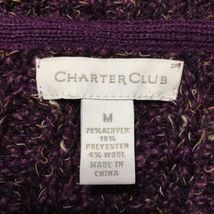 CHARTER CLUB
M
78% ACRYLIC
18%
POLYESTER
4% WOOL
MADE IN
CHINA